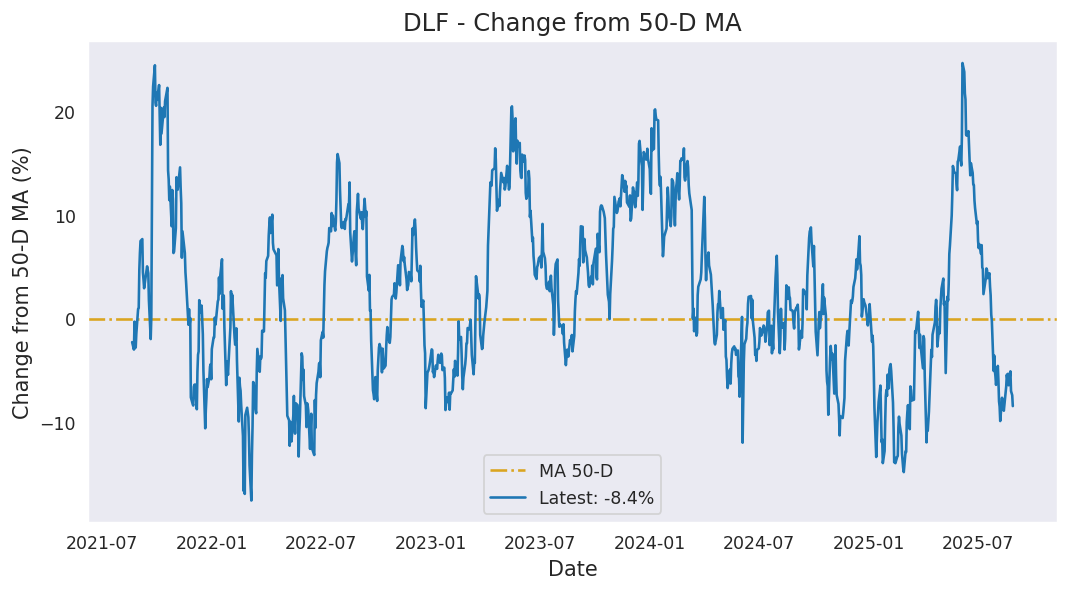 DLF - Change from 50-D MA
Change from 50-D MA (%)
20
10
0
−10
MA 50-D
Latest: -8.4%
2021-07 2022-01 2022-07 2023-01 2023-07 2024-01 2024-07 2025-01 2025-07
Date